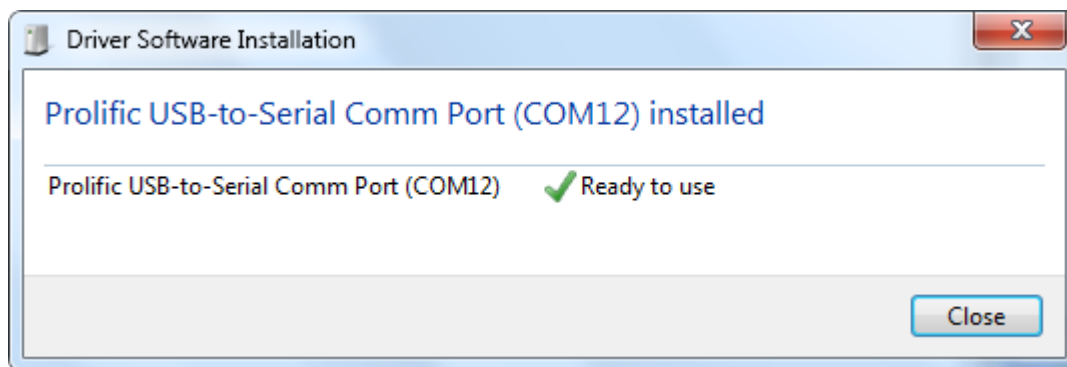 Driver Software Installation
Prolific USB-to-Serial Comm Port (COM12) installed
Prolific USB-to-Serial Comm Port (COM12) Ready to use
Close